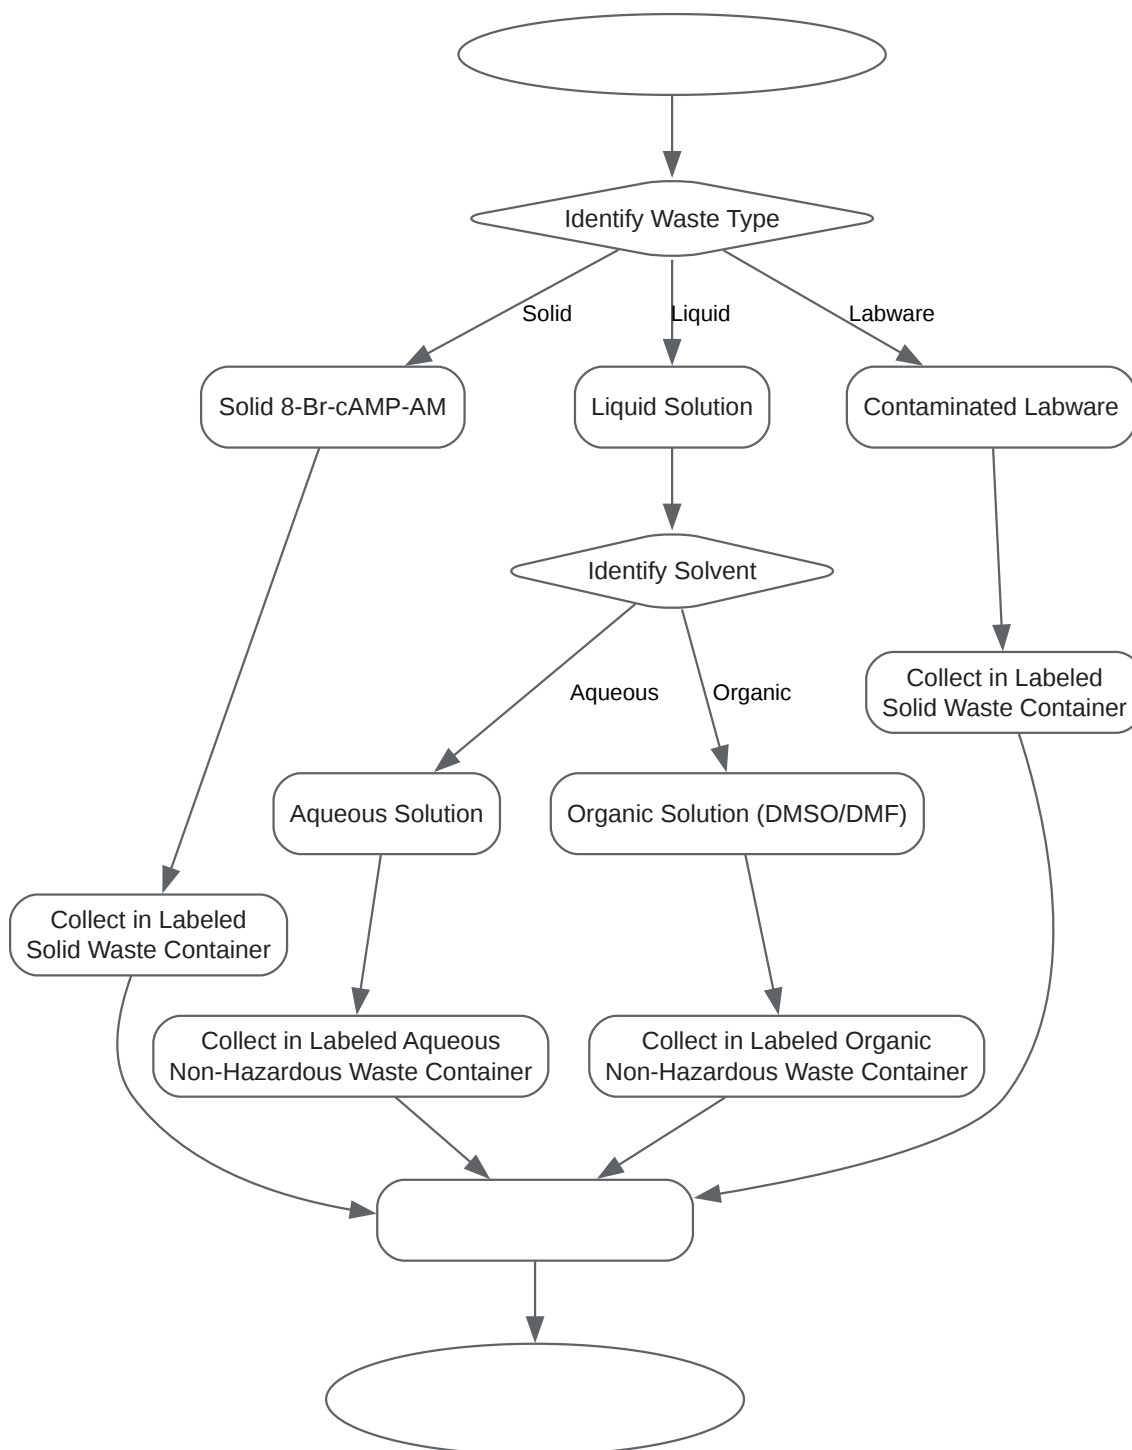 Identify Waste Type
Solid
Liquid
Labware
Solid 8-Br-cAMP-AM
Liquid Solution
Contaminated Labware
Identify Solvent
Collect in Labeled
Solid Waste Container
Aqueous
Organic
Aqueous Solution
Organic Solution (DMSO/DMF)
Collect in Labeled
Solid Waste Container
Collect in Labeled Aqueous
Non-Hazardous Waste Container
Collect in Labeled Organic
Non-Hazardous Waste Container